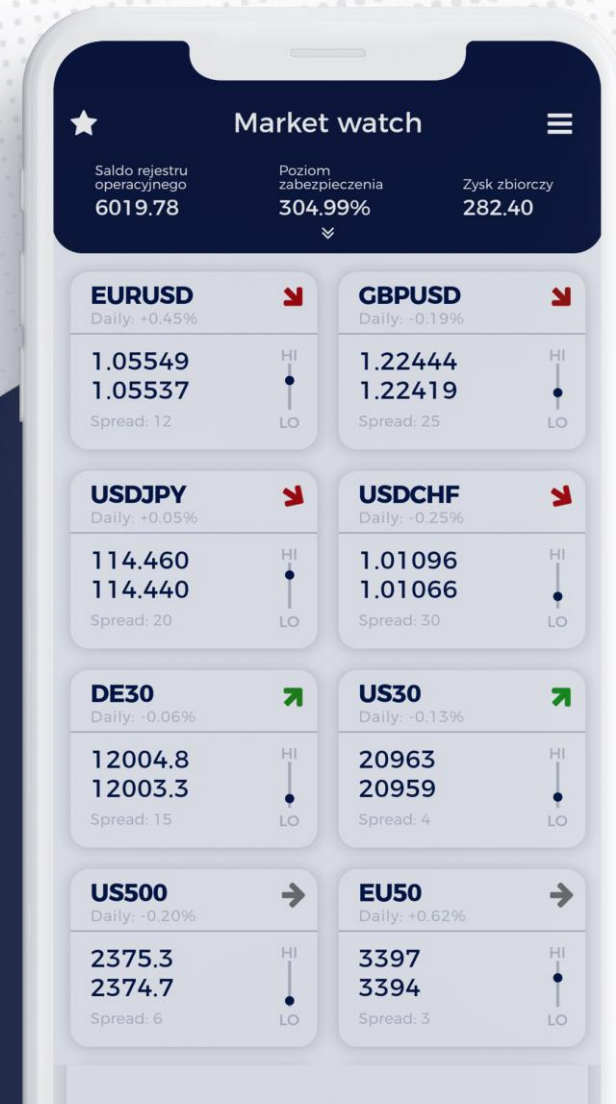 Market watch
Saldo rejestru
operacyjnego
6019.78
Poziom
zabezpieczenia
304.99%
Zysk zbiorczy
282.40
EURUSD
Daily: +0.45%
1.05549
1.05537
Spread: 12
HI
LO
GBPUSD
Daily: -0.19%
1.22444
1.22419
Spread: 25
HI
LO
USDJPY
Daily: +0.05%
114.460
114.440
Spread: 20
HI
LO
USDCHF
Daily: -0.25%
1.01096
1.01066
Spread: 30
HI
LO
DE30
Daily: -0.06%
12004.8
12003.3
Spread: 15
HI
LO
US30
Daily: -0.13%
20963
20959
Spread: 4
HI
LO
US500
Daily: -0.20%
2375.3
2374.7
Spread: 6
HI
LO
EU50
Daily: +0.62%
3397
3394
Spread: 3
HI
LO